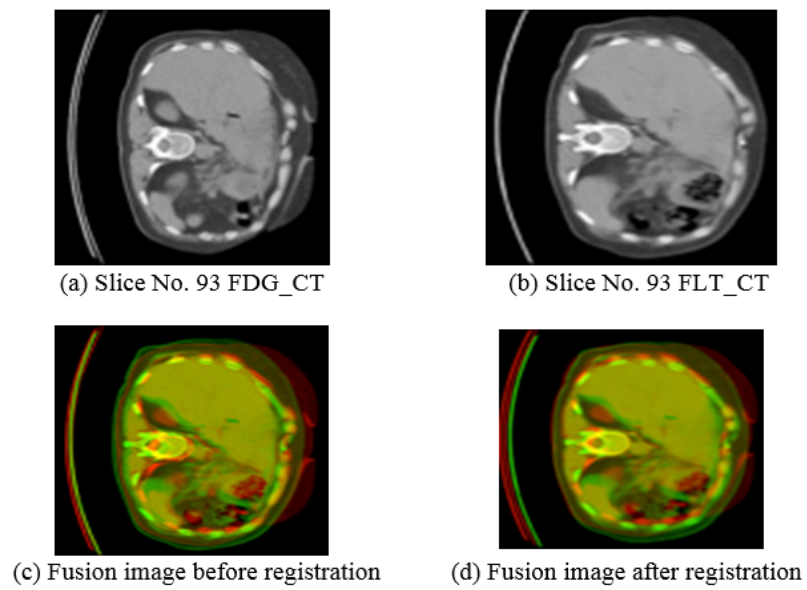 (a) Slice No. 93 FDG_CT
(b) Slice No. 93 FLT_CT
(c) Fusion image before registration
(d) Fusion image after registration